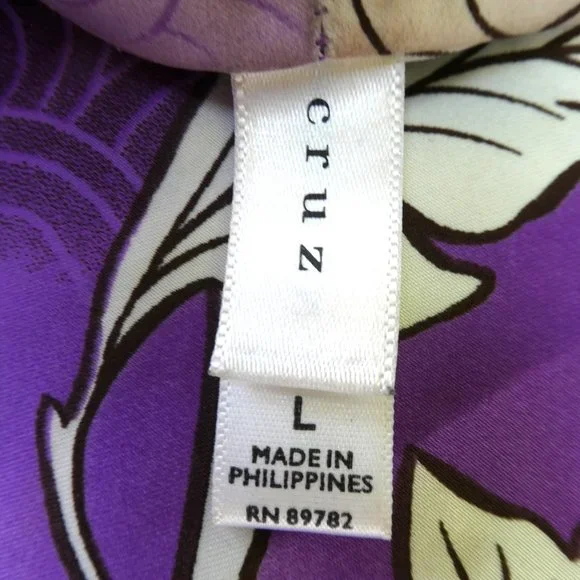 cruz
L
MADE IN
PHILIPPINES
RN 89782